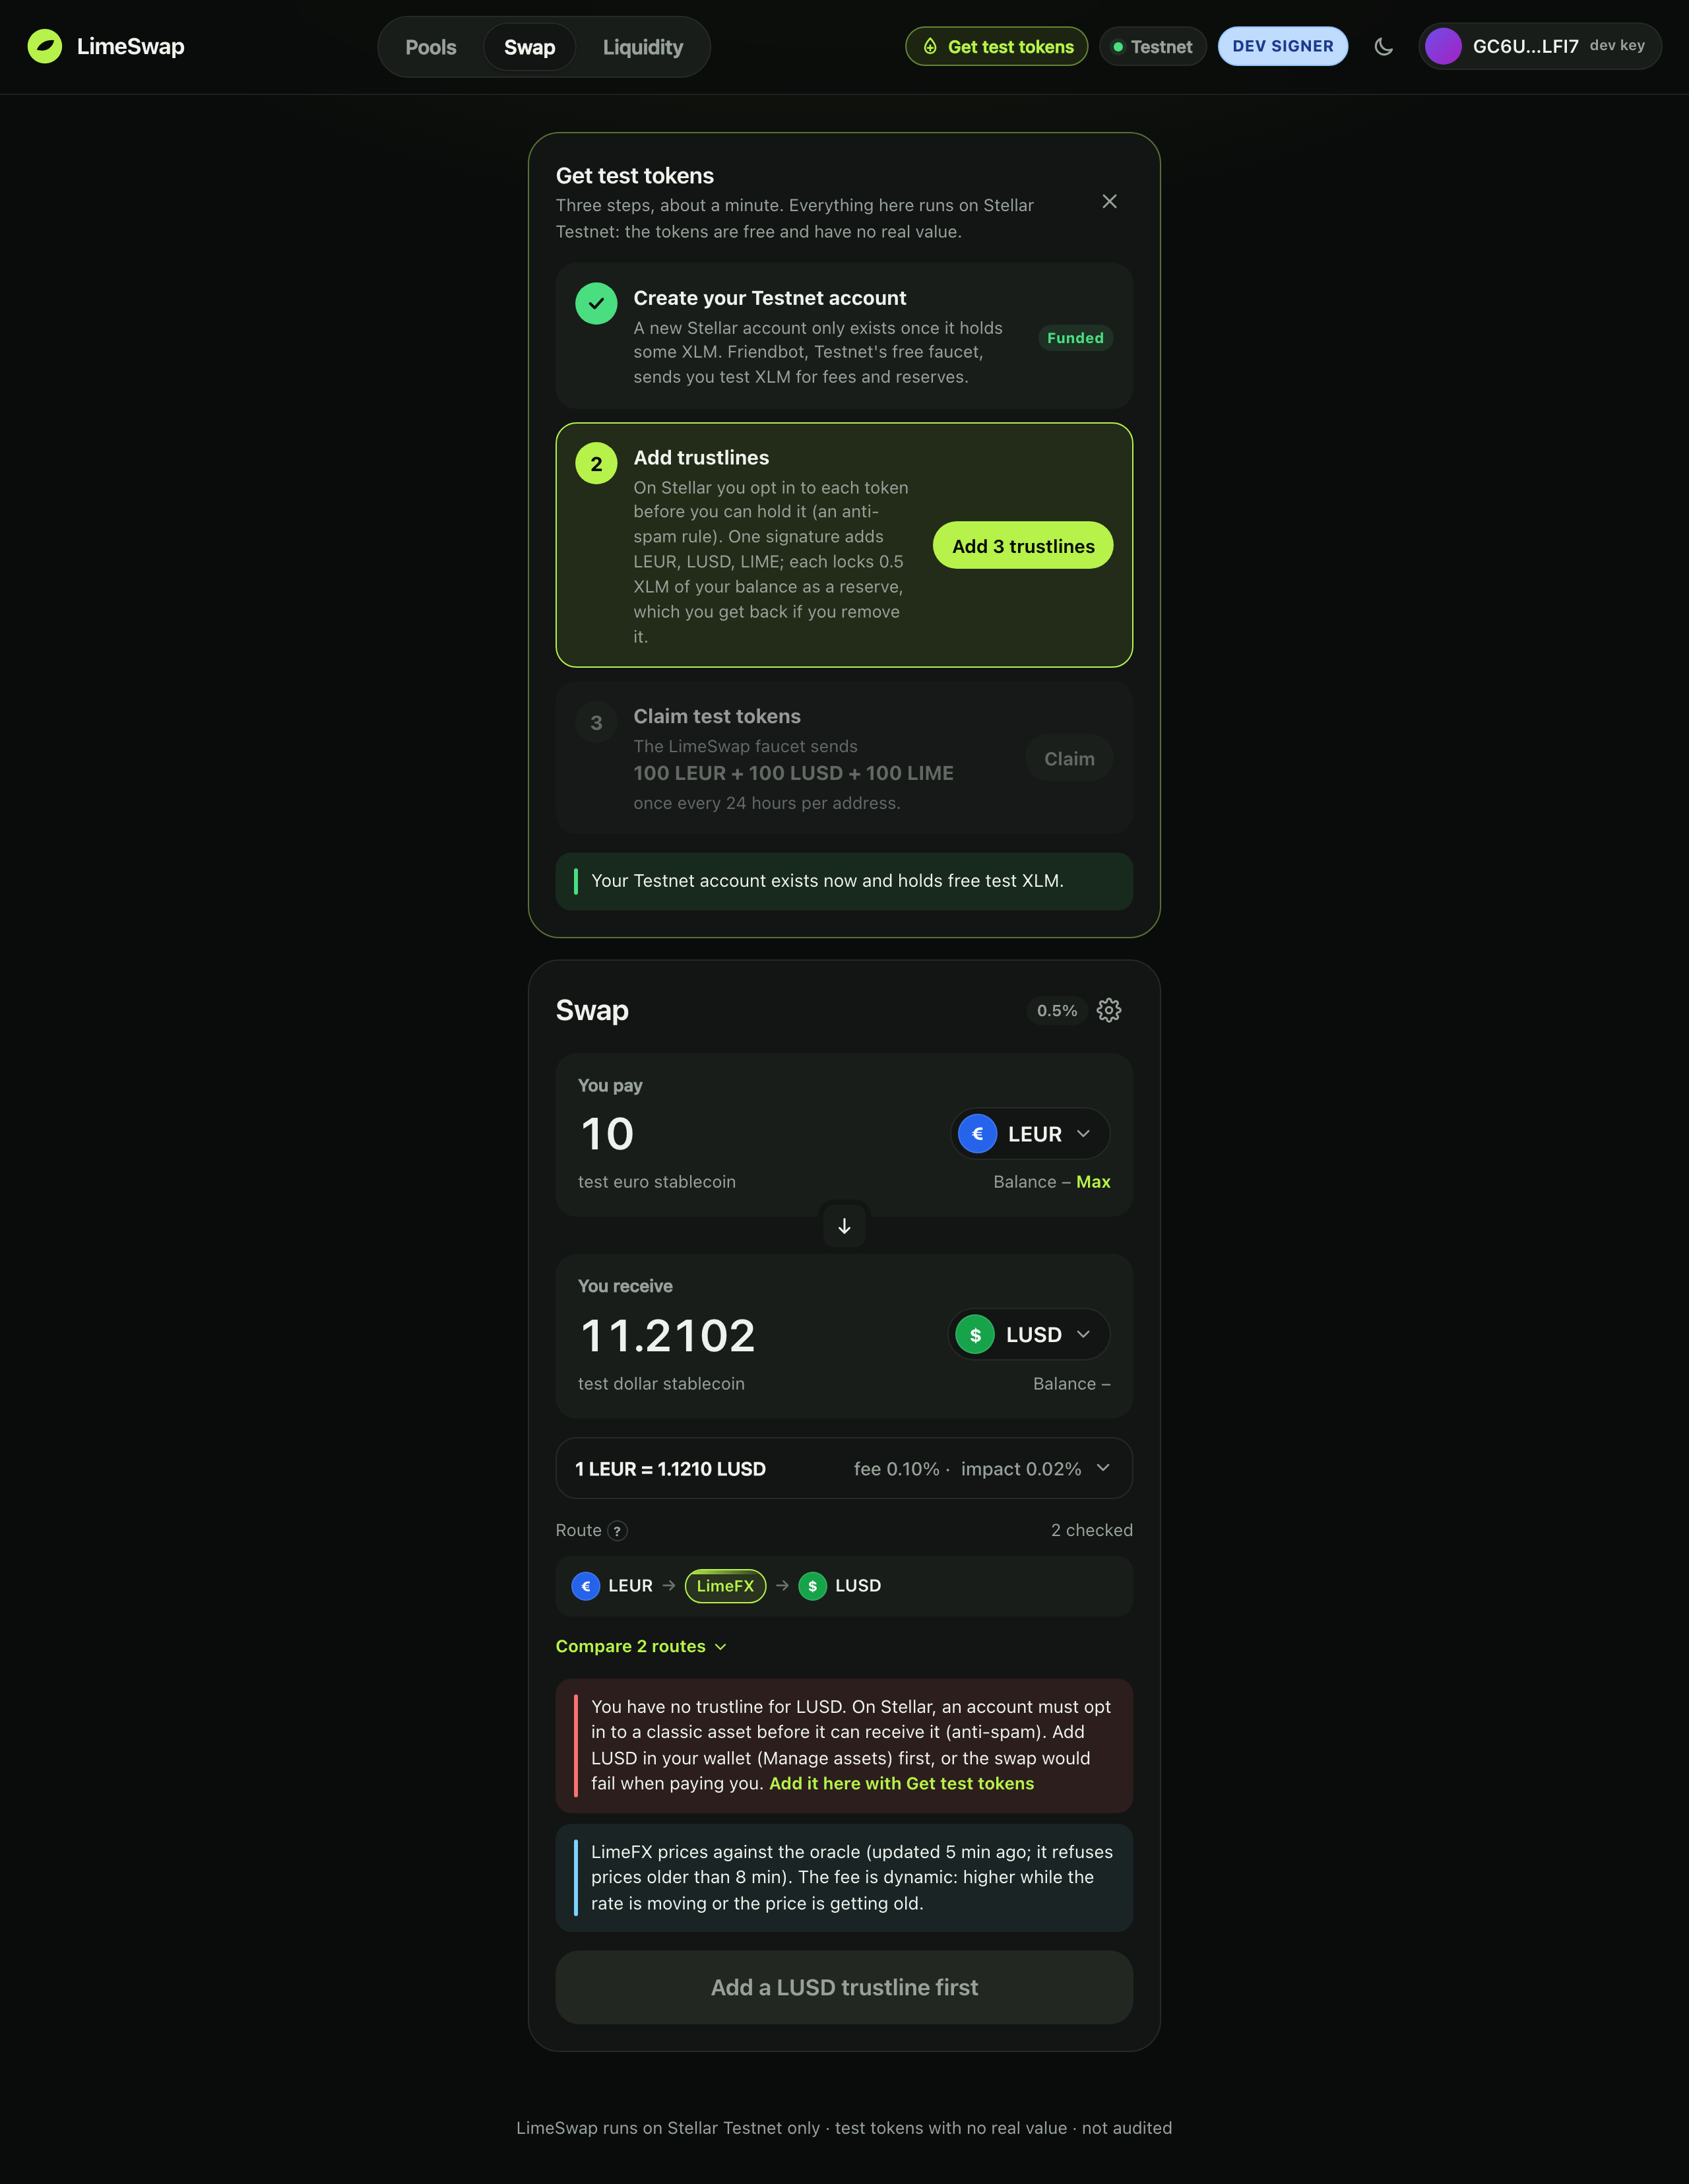 LimeSwap
Pools
Swap
Liquidity
Get test tokens
Testnet
DEV SIGNER
GC6U...LFI7 dev key
Get test tokens
Three steps, about a minute. Everything here runs on Stellar
Testnet: the tokens are free and have no real value.
Create your Testnet account
A new Stellar account only exists once it holds
some XLM. Friendbot, Testnet's free faucet,
sends you test XLM for fees and reserves.
Funded
2
Add trustlines
On Stellar you opt in to each token
before you can hold it (an anti-
spam rule). One signature adds
LEUR, LUSD, LIME; each locks 0.5
XLM of your balance as a reserve,
which you get back if you remove
it.
Add 3 trustlines
3
Claim test tokens
The LimeSwap faucet sends
100 LEUR + 100 LUSD + 100 LIME
once every 24 hours per address.
Claim
Your Testnet account exists now and holds free test XLM.
Swap
0.5%
You pay
10
€ LEUR
test euro stablecoin
Balance – Max
You receive
11.2102
$ LUSD
test dollar stablecoin
Balance –
1 LEUR = 1.1210 LUSD
fee 0.10% · impact 0.02%
Route ?
2 checked
€ LEUR → LimeFX → $ LUSD
Compare 2 routes
You have no trustline for LUSD. On Stellar, an account must opt
in to a classic asset before it can receive it (anti-spam). Add
LUSD in your wallet (Manage assets) first, or the swap would
fail when paying you. Add it here with Get test tokens
LimeFX prices against the oracle (updated 5 min ago; it refuses
prices older than 8 min). The fee is dynamic: higher while the
rate is moving or the price is getting old.
Add a LUSD trustline first
LimeSwap runs on Stellar Testnet only · test tokens with no real value · not audited